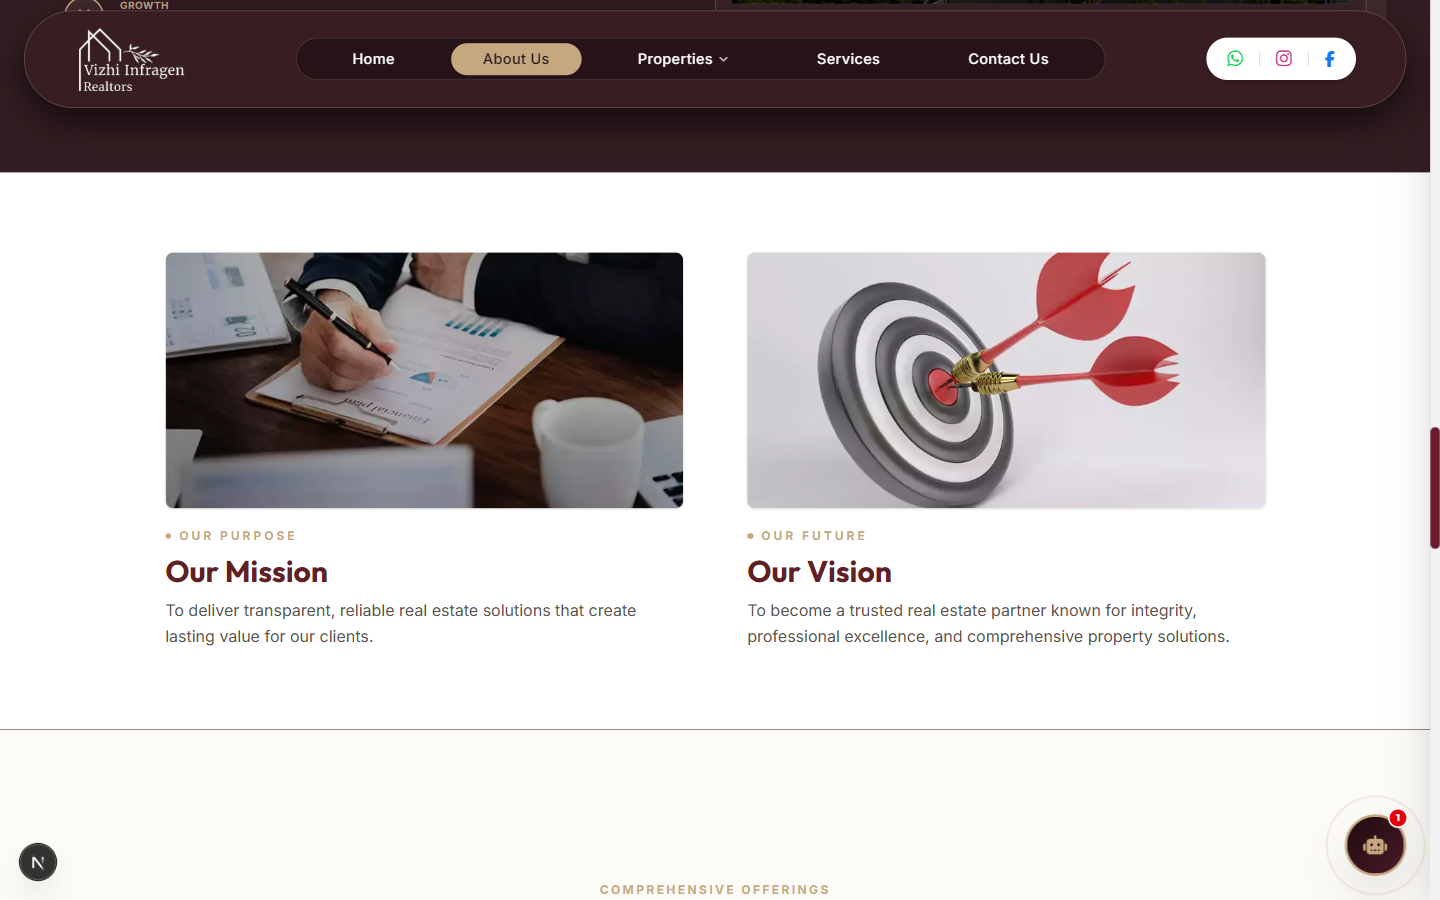 GROWTH
Vizhi Infragen
Realtors
Home
About Us
Properties
Services
Contact Us
Financial plan
OUR PURPOSE
Our Mission
To deliver transparent, reliable real estate solutions that create
lasting value for our clients.
OUR FUTURE
Our Vision
To become a trusted real estate partner known for integrity,
professional excellence, and comprehensive property solutions.
N
1
COMPREHENSIVE OFFERINGS